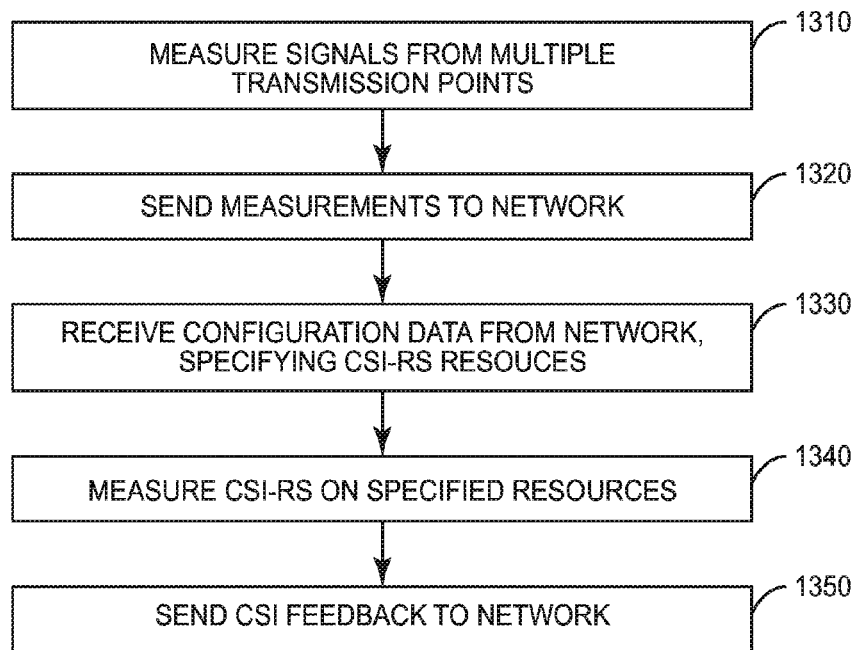 1310
MEASURE SIGNALS FROM MULTIPLE
TRANSMISSION POINTS
1320
SEND MEASUREMENTS TO NETWORK
1330
RECEIVE CONFIGURATION DATA FROM NETWORK,
SPECIFYING CSI-RS RESOUCES
1340
MEASURE CSI-RS ON SPECIFIED RESOURCES
1350
SEND CSI FEEDBACK TO NETWORK